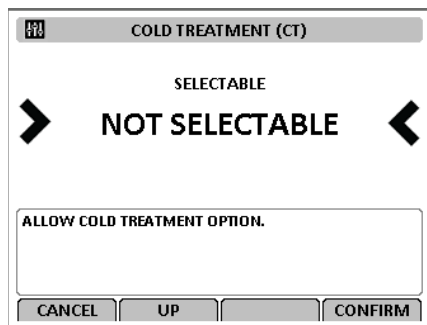 COLD TREATMENT (CT)
SELECTABLE
NOT SELECTABLE
ALLOW COLD TREATMENT OPTION.
CANCEL UP CONFIRM